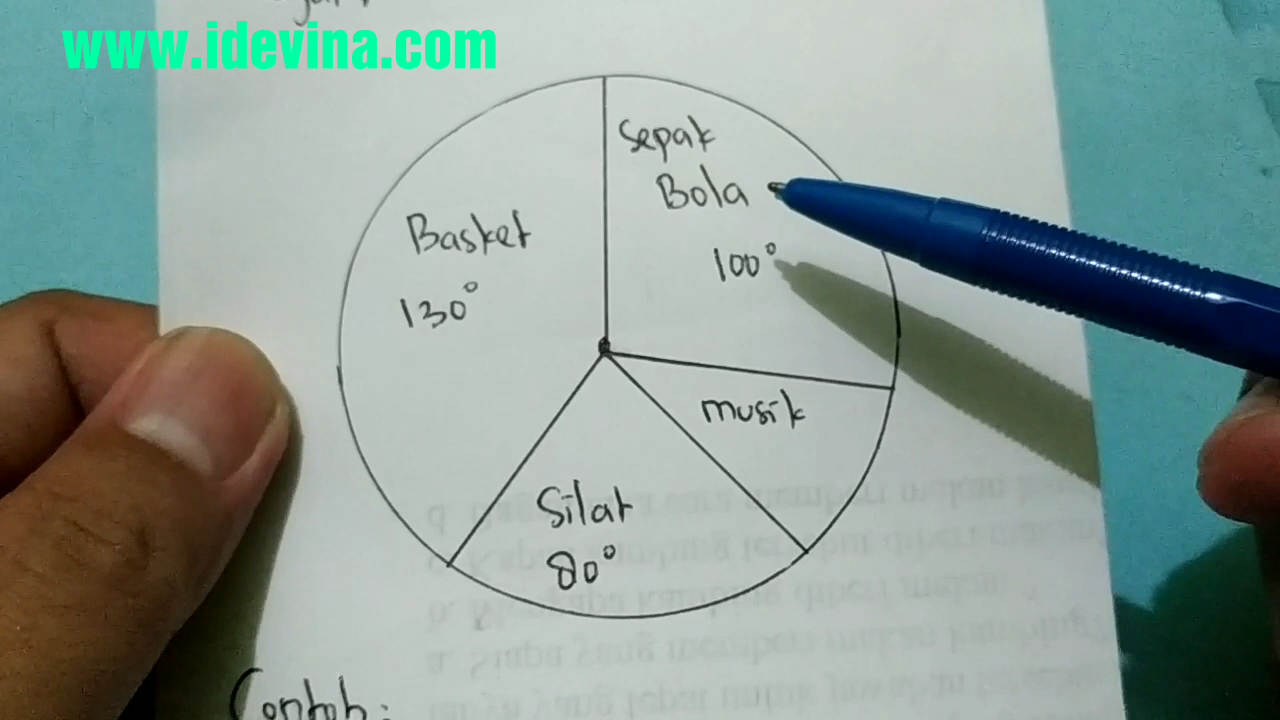 www.idevina.com
Sepak
Bola
100°
Basket
130°
musik
Silat
80°
Contoh: